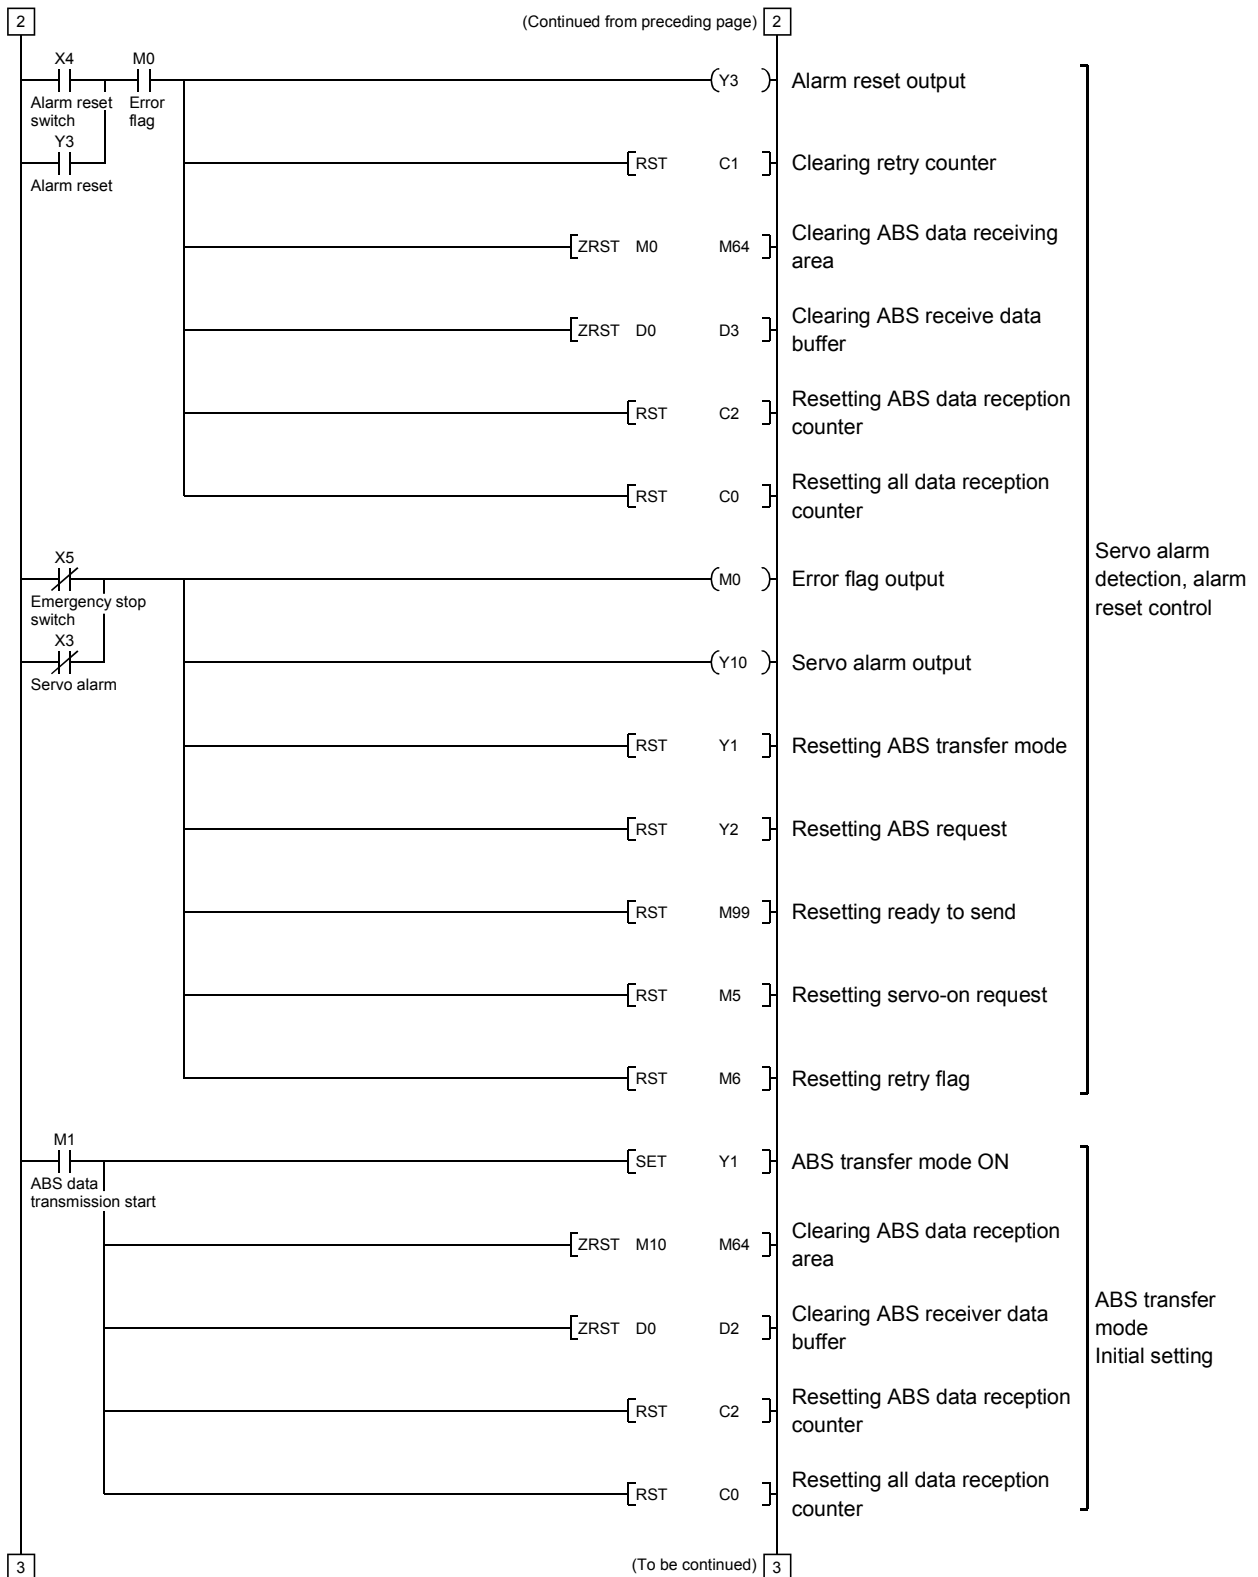 2
(Continued from preceding page)
2
X4
M0
Alarm reset
switch
Error
flag
Y3
Alarm reset
Y3
Alarm reset output
RST C1
Clearing retry counter
ZRST M0 M64
Clearing ABS data receiving
area
ZRST D0 D3
Clearing ABS receive data
buffer
RST C2
Resetting ABS data reception
counter
RST C0
Resetting all data reception
counter
X5
Emergency stop
switch
X3
Servo alarm
M0
Error flag output
Y10
Servo alarm output
RST Y1
Resetting ABS transfer mode
RST Y2
Resetting ABS request
RST M99
Resetting ready to send
RST M5
Resetting servo-on request
RST M6
Resetting retry flag
Servo alarm
detection, alarm
reset control
M1
ABS data
transmission start
SET Y1
ABS transfer mode ON
ZRST M10 M64
Clearing ABS data reception
area
ZRST D0 D2
Clearing ABS receiver data
buffer
RST C2
Resetting ABS data reception
counter
RST C0
Resetting all data reception
counter
ABS transfer
mode
Initial setting
3
(To be continued)
3